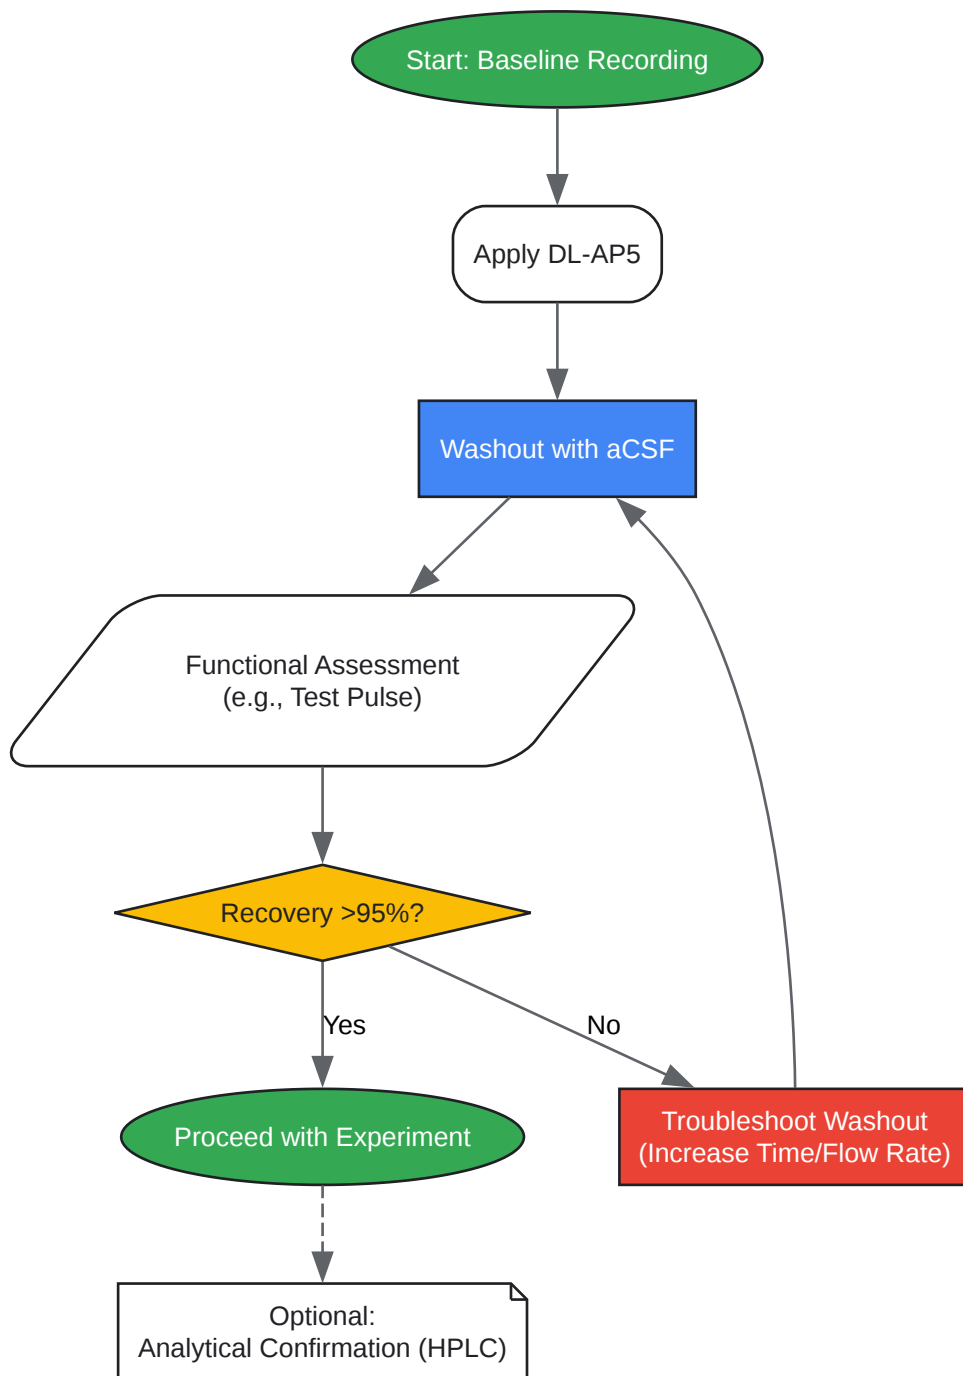 Start: Baseline Recording
Apply DL-AP5
Washout with aCSF
Functional Assessment
(e.g., Test Pulse)
Recovery >95%?
Yes
No
Proceed with Experiment
Troubleshoot Washout
(Increase Time/Flow Rate)
Optional:
Analytical Confirmation (HPLC)